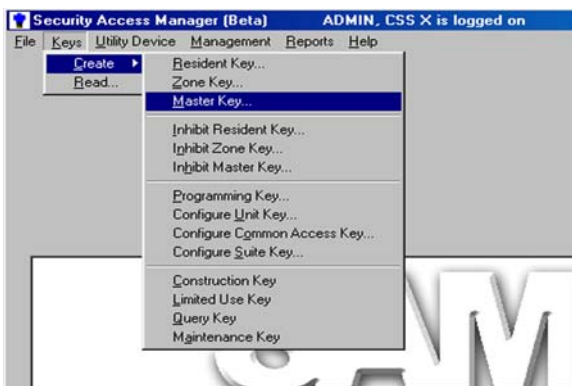 Security Access Manager (Beta) ADMIN, CSS X is logged on
File Keys Utility Device Management Reports Help
Create
Read...
Resident Key...
Zone Key...
Master Key...
Inhibit Resident Key...
Inhibit Zone Key...
Inhibit Master Key...
Programming Key...
Configure Unit Key...
Configure Common Access Key...
Configure Suite Key...
Construction Key
Limited Use Key
Query Key
Maintenance Key